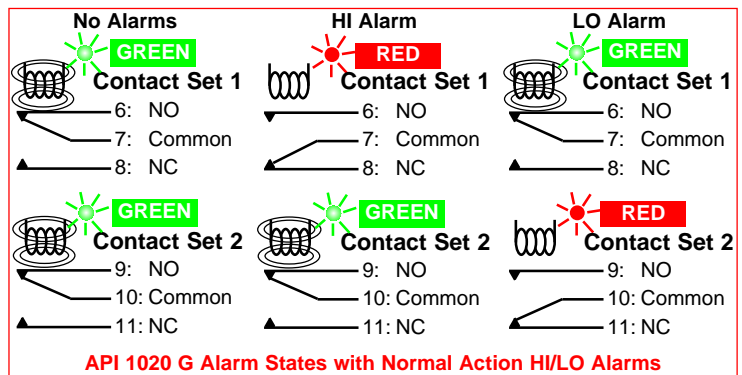 No Alarms HI Alarm LO Alarm
GREEN RED GREEN
Contact Set 1 Contact Set 1 Contact Set 1
6: NO 6: NO 6: NO
7: Common 7: Common 7: Common
8: NC 8: NC 8: NC
GREEN GREEN RED
Contact Set 2 Contact Set 2 Contact Set 2
9: NO 9: NO 9: NO
10: Common 10: Common 10: Common
11: NC 11: NC 11: NC
API 1020 G Alarm States with Normal Action HI/LO Alarms